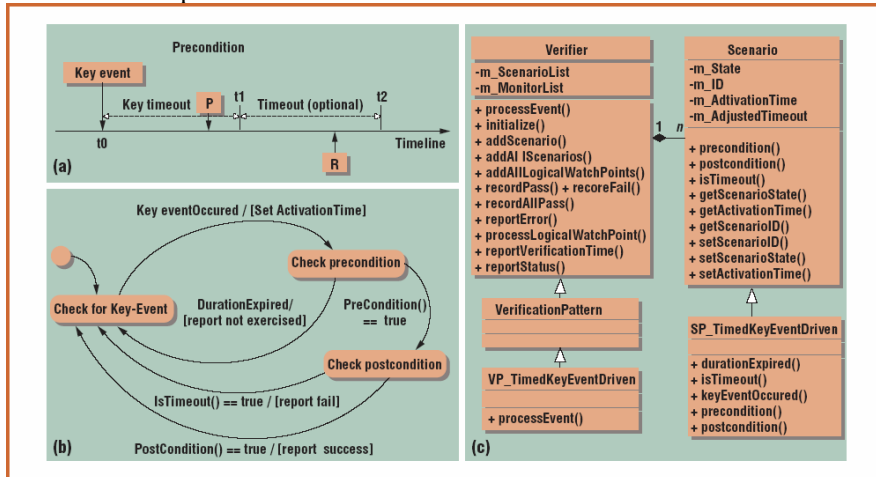 Precondition
Key event
Key timeout
P
t1
Timeout (optional)
t2
t0
Timeline
R
(a)
Key eventOccured / [Set ActivationTime]
Check precondition
Check for Key-Event
DurationExpired/
[report not exercised]
PreCondition()
== true
Check postcondition
IsTimeout() == true / [report fail]
(b)
PostCondition() == true / [report success]
Verifier
-m_ScenarioList
-m_MonitorList
+ processEvent()
+ initialize()
+ addScenario()
+ addAl lScenarios()
+ addAllLogicalWatchPoints()
+ recordPass() + recoreFail()
+ recordAllPass()
+ reportError()
+ processLogicalWatchPoint()
+ reportVerificationTime()
+ reportStatus()
1
n
Scenario
-m_State
-m_ID
-m_AdtivationTime
-m_AdjustedTimeout
+ precondition()
+ postcondition()
+ isTimeout()
+ getScenarioState()
+ getActivationTime()
+ getScenarioID()
+ setScenarioID()
+ setScenarioState()
+ setActivationTime()
VerificationPattern
VP_TimedKeyEventDriven
+ processEvent()
SP_TimedKeyEventDriven
+ durationExpired()
+ isTimeout()
+ keyEventOccured()
+ precondition()
+ postcondition()
(c)